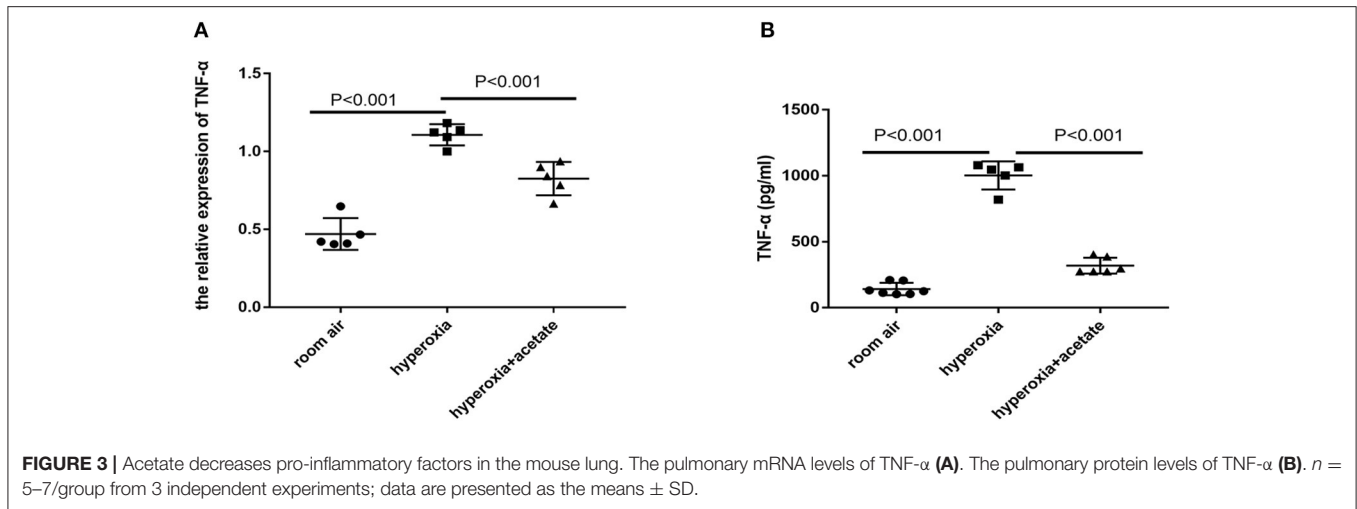 A
the relative expression of TNF-α
1.5
1.0
0.5
0.0
P<0.001
P<0.001
room air
hyperoxia
hyperoxia+acetate
B
TNF-α (pg/ml)
1500
1000
500
0
P<0.001
P<0.001
room air
hyperoxia
hyperoxia+acetate
FIGURE 3 | Acetate decreases pro-inflammatory factors in the mouse lung. The pulmonary mRNA levels of TNF-α (A). The pulmonary protein levels of TNF-α (B). n =
5–7/group from 3 independent experiments; data are presented as the means ± SD.